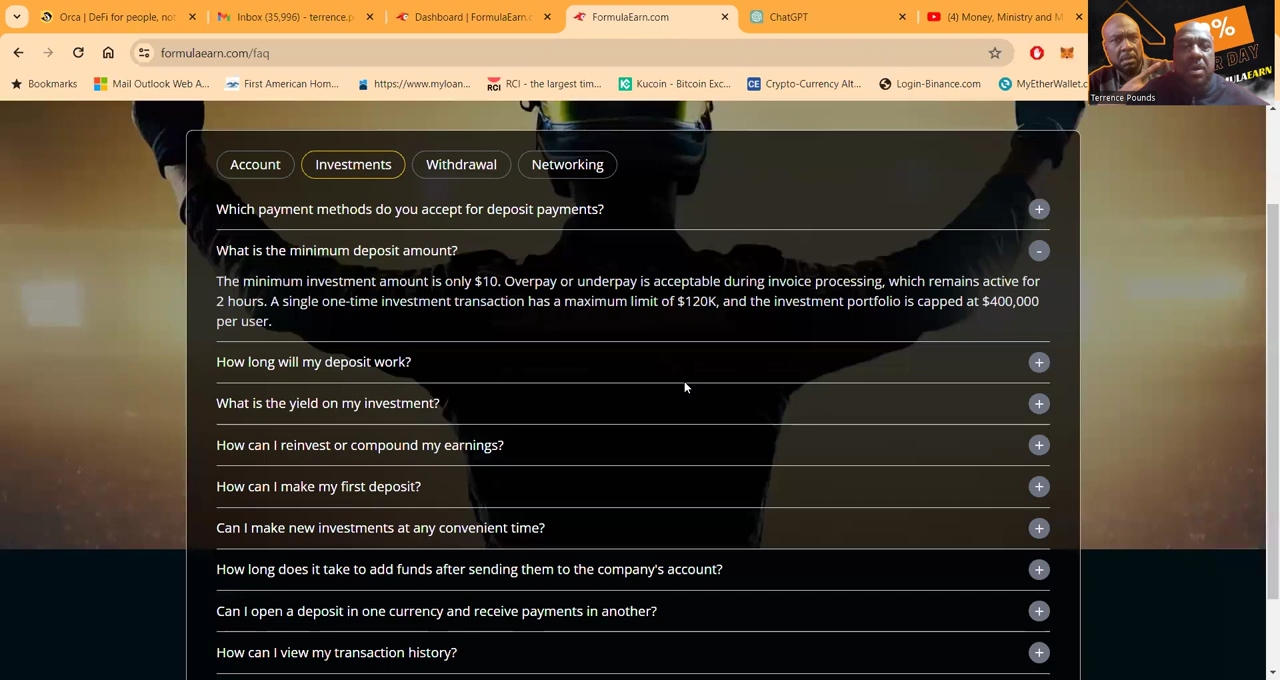 Orca | DeFi for people, not
Inbox (35,996) - terrence.p
Dashboard | FormulaEarn.c
FormulaEarn.com
ChatGPT
(4) Money, Ministry and M
formulaearn.com/faq
Bookmarks
Mail Outlook Web A...
First American Hom...
https://www.myloan...
RCI - the largest tim...
Kucoin - Bitcoin Exc...
Crypto-Currency Alt...
Login-Binance.com
MyEtherWallet.c
%
R DAY
MULAEARN
Terrence Pounds
Account
Investments
Withdrawal
Networking
Which payment methods do you accept for deposit payments?
+
What is the minimum deposit amount?
-
The minimum investment amount is only $10. Overpay or underpay is acceptable during invoice processing, which remains active for
2 hours. A single one-time investment transaction has a maximum limit of $120K, and the investment portfolio is capped at $400,000
per user.
How long will my deposit work?
+
What is the yield on my investment?
+
How can I reinvest or compound my earnings?
+
How can I make my first deposit?
+
Can I make new investments at any convenient time?
+
How long does it take to add funds after sending them to the company's account?
+
Can I open a deposit in one currency and receive payments in another?
+
How can I view my transaction history?
+